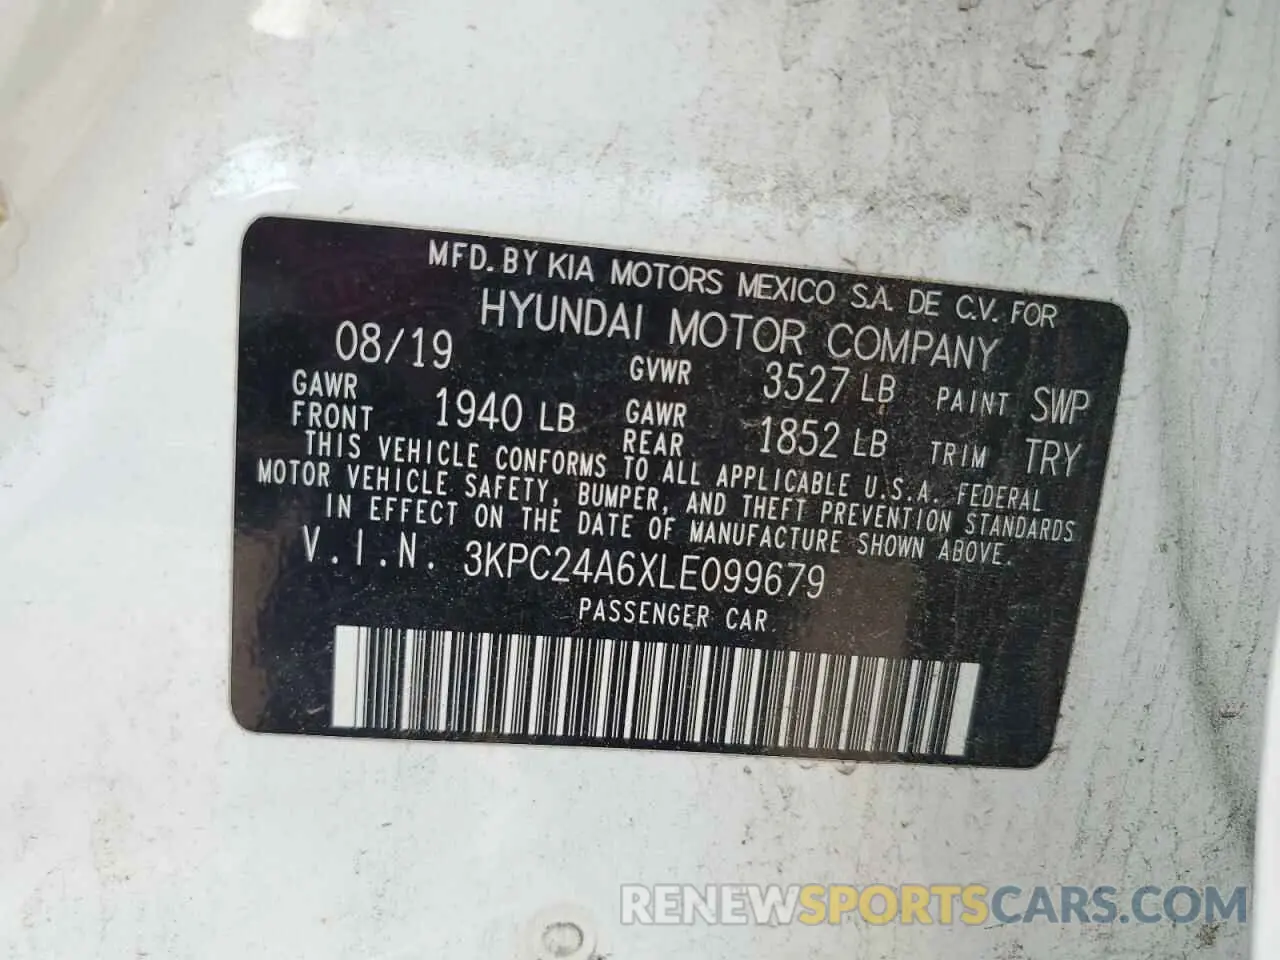 MFD. BY KIA MOTORS MEXICO S.A. DE C.V. FOR
HYUNDAI MOTOR COMPANY
08/19 GVWR 3527 LB PAINT SWP
GAWR FRONT 1940 LB GAWR REAR 1852 LB TRIM TRY
THIS VEHICLE CONFORMS TO ALL APPLICABLE U.S.A. FEDERAL
MOTOR VEHICLE SAFETY, BUMPER, AND THEFT PREVENTION STANDARDS
IN EFFECT ON THE DATE OF MANUFACTURE SHOWN ABOVE.
V.I.N. 3KPC24A6XLE099679
PASSENGER CAR
RENEWSPORTSCARS.COM